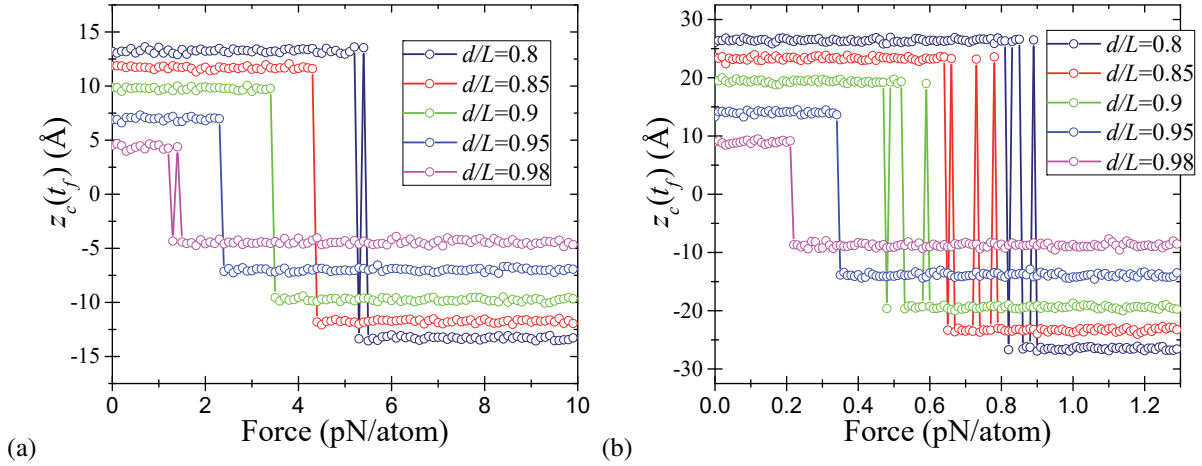 15
10
5
0
-5
-10
-15
z_c(t_f) (Å)
d/L=0.8
d/L=0.85
d/L=0.9
d/L=0.95
d/L=0.98
0 2 4 6 8 10
Force (pN/atom)
(a)
30
20
10
0
-10
-20
-30
z_c(t_f) (Å)
d/L=0.8
d/L=0.85
d/L=0.9
d/L=0.95
d/L=0.98
0.0 0.2 0.4 0.6 0.8 1.0 1.2
Force (pN/atom)
(b)